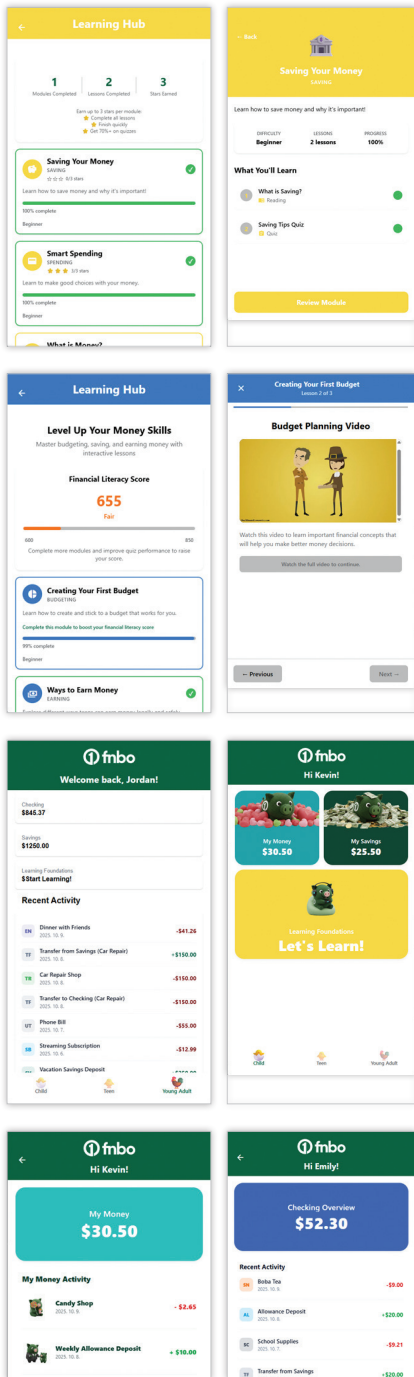 Learning Hub
1
2
3
Modules Completed
Lessons Completed
Stars Earned
Earn up to 3 stars per module:
Complete all lessons
Finish quickly
Get 70%+ on quizzes
Saving Your Money
SAVING
0/3 stars
Learn how to save money and why it's important!
100% complete
Beginner
Smart Spending
SPENDING
3/3 stars
Learn to make good choices with your money.
100% complete
Beginner
What is Money?
← Back
Saving Your Money
SAVING
Learn how to save money and why it's important!
DIFFICULTY
LESSONS
PROGRESS
Beginner
2 lessons
100%
What You'll Learn
What is Saving?
Reading
Saving Tips Quiz
Quiz
Review Module
Learning Hub
Level Up Your Money Skills
Master budgeting, saving, and earning money with
interactive lessons
Financial Literacy Score
655
Fair
600
850
Complete more modules and improve quiz performance to raise
your score.
Creating Your First Budget
BUDGETING
Learn how to create and stick to a budget that works for you.
Complete this module to boost your financial literacy score
99% complete
Beginner
Ways to Earn Money
EARNING
Creating Your First Budget
Lesson 2 of 3
Budget Planning Video
Watch this video to learn important financial concepts that
will help you make better money decisions.
Watch the full video to continue.
← Previous
Next →
fnbo
Welcome back, Jordan!
Checking
$845.37
Savings
$1250.00
Learning Foundations
$Start Learning!
Recent Activity
EN
Dinner with Friends
2025. 10. 9.
-$41.26
TF
Transfer from Savings (Car Repair)
2025. 10. 8.
+$150.00
TR
Car Repair Shop
2025. 10. 8.
-$150.00
TF
Transfer to Checking (Car Repair)
2025. 10. 8.
-$150.00
UT
Phone Bill
2025. 10. 7.
-$55.00
SB
Streaming Subscription
2025. 10. 6.
-$12.99
Vacation Savings Deposit
Child
Teen
Young Adult
fnbo
Hi Kevin!
My Money
$30.50
My Savings
$25.50
Learning Foundations
Let's Learn!
Child
Teen
Young Adult
fnbo
Hi Kevin!
My Money
$30.50
My Money Activity
Candy Shop
2025. 10. 9.
- $2.65
Weekly Allowance Deposit
2025. 10. 8.
+ $10.00
fnbo
Hi Emily!
Checking Overview
$52.30
Recent Activity
EN
Boba Tea
2025. 10. 9.
-$9.00
AL
Allowance Deposit
2025. 10. 8.
+$20.00
SC
School Supplies
2025. 10. 7.
-$9.21
TF
Transfer from Savings
+$20.00